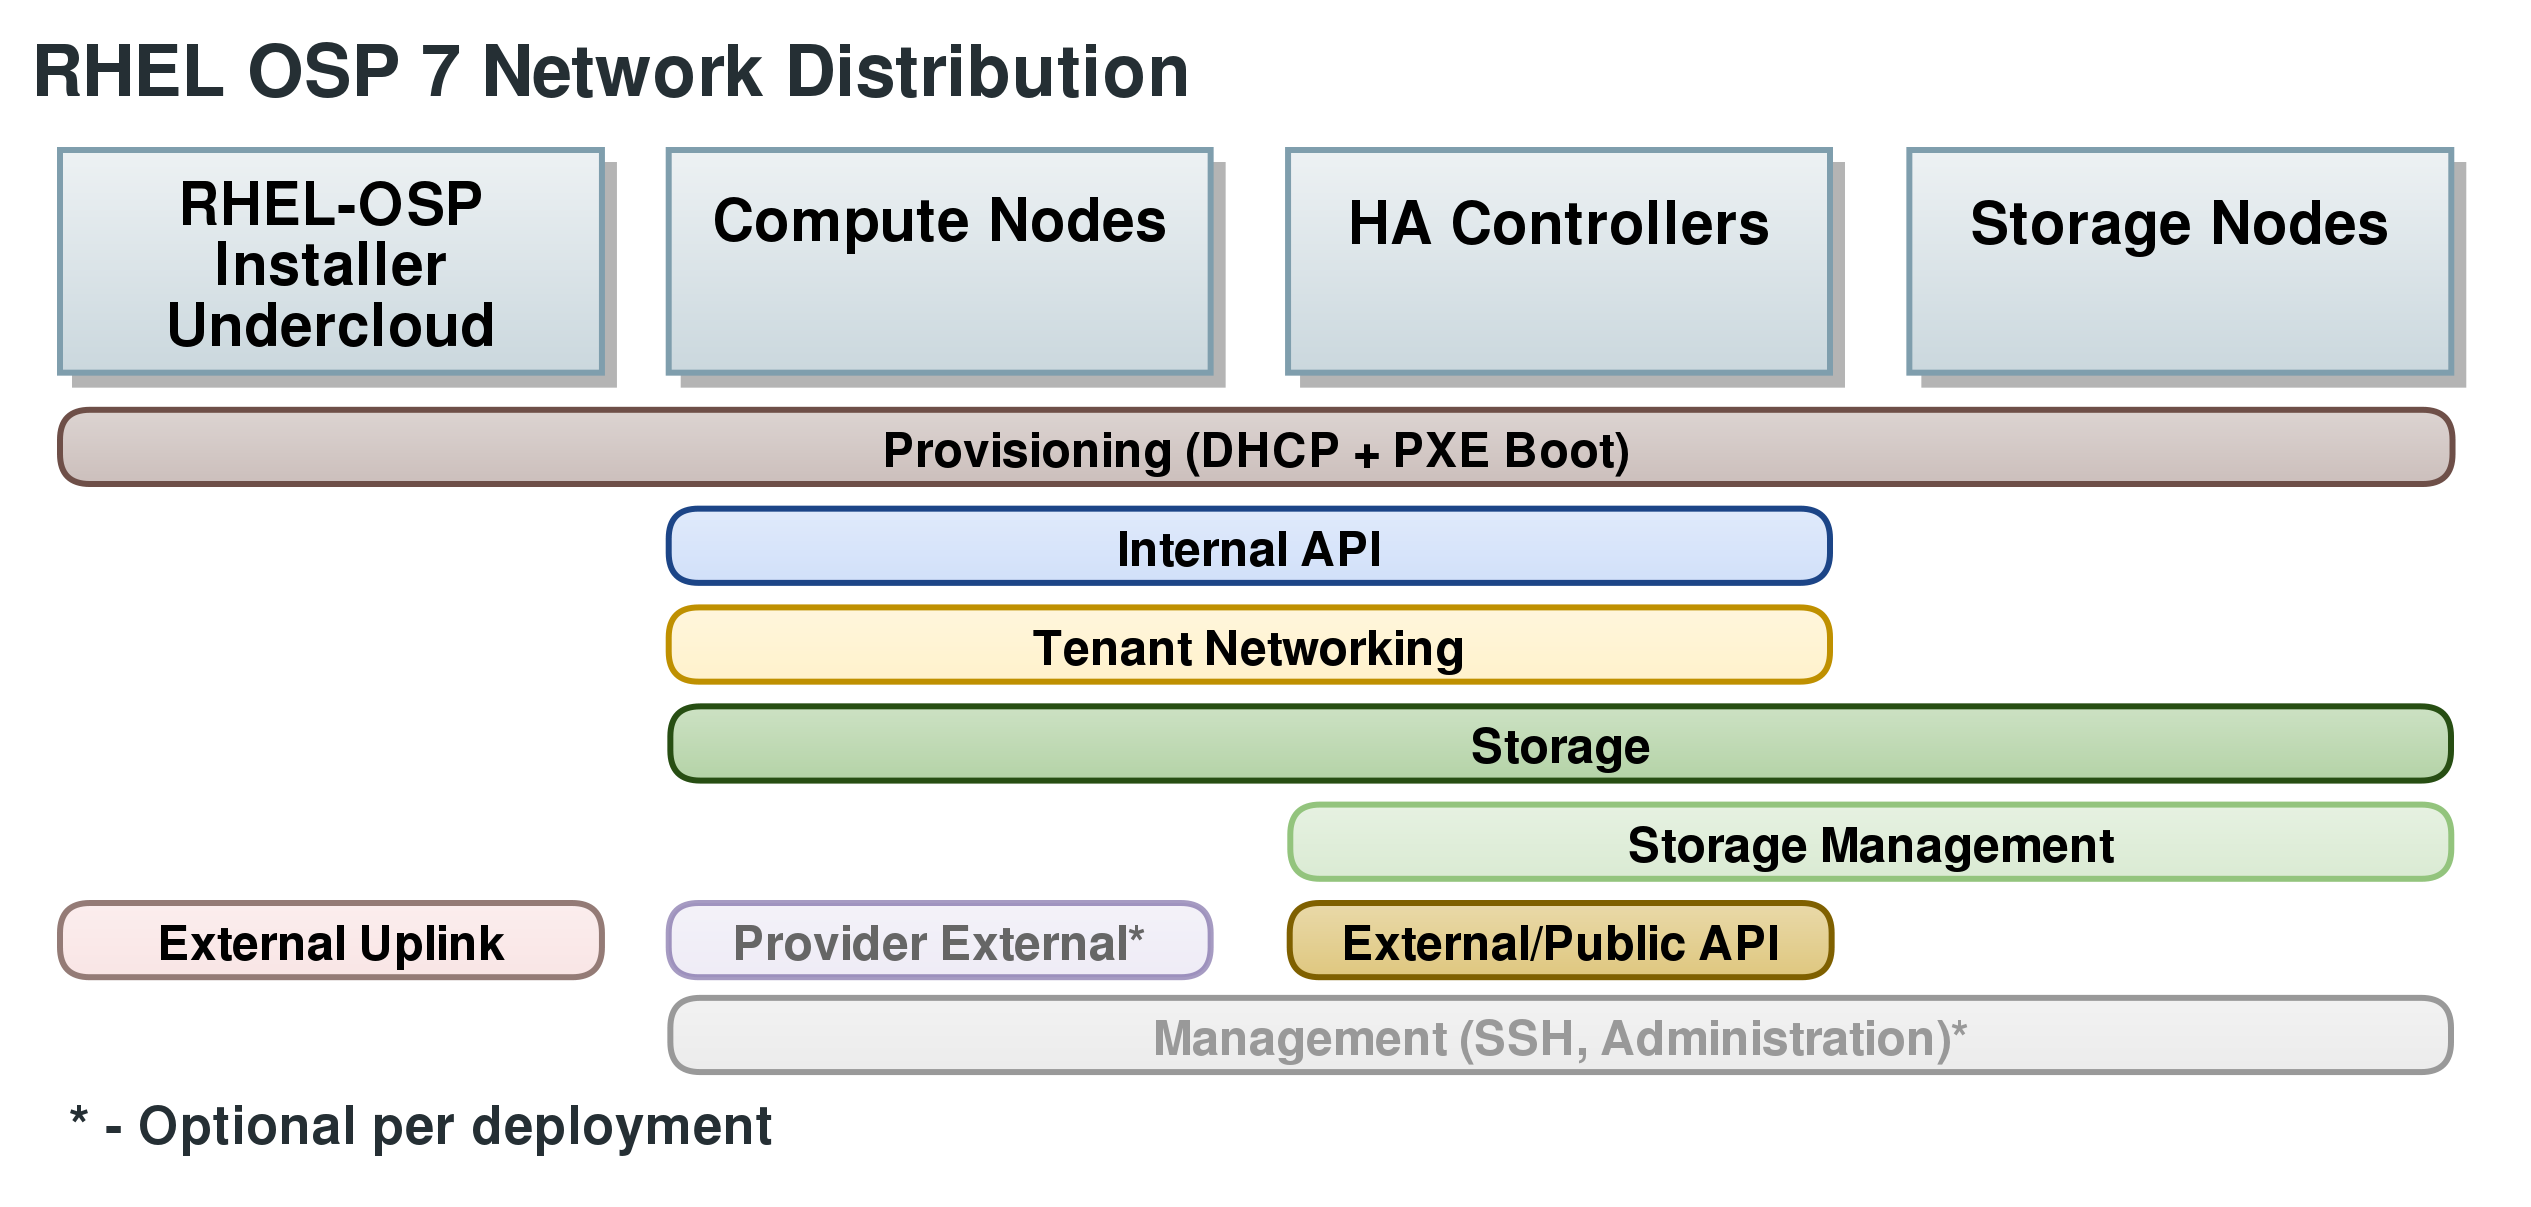 RHEL OSP 7 Network Distribution
RHEL-OSP
Installer
Undercloud
Compute Nodes
HA Controllers
Storage Nodes
Provisioning (DHCP + PXE Boot)
Internal API
Tenant Networking
Storage
Storage Management
External Uplink
Provider External*
External/Public API
Management (SSH, Administration)*
* - Optional per deployment